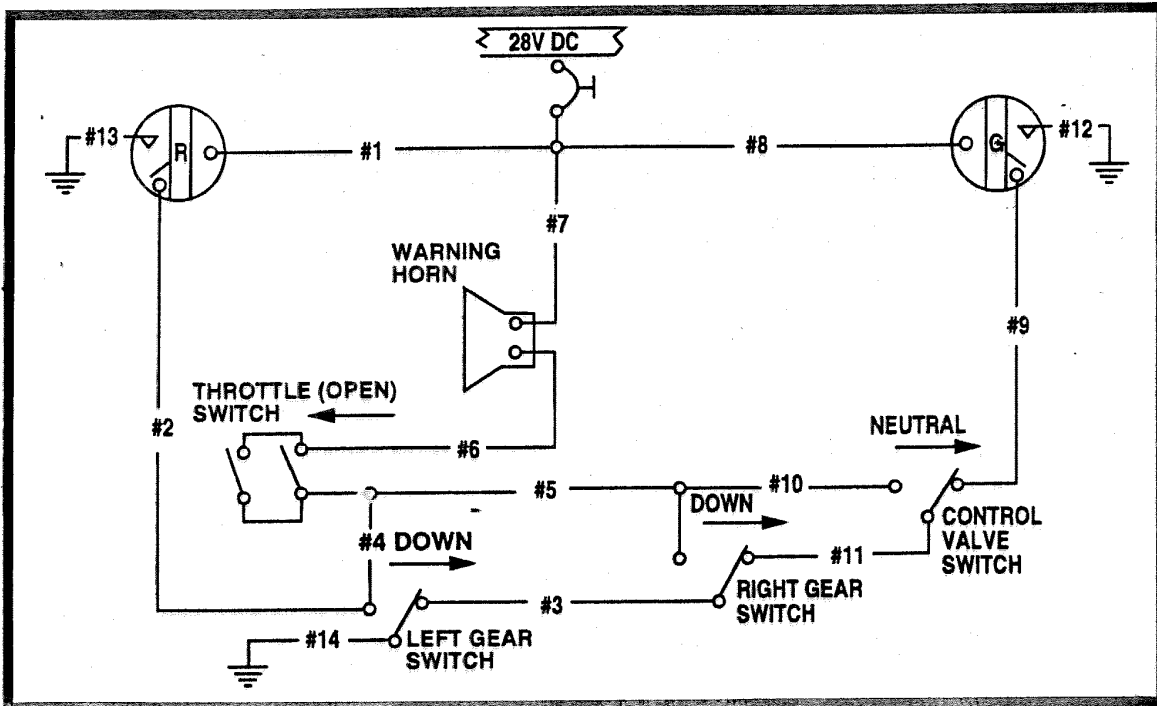 28V DC
#13
R
#1
#8
G
#12
#7
WARNING
HORN
#9
THROTTLE (OPEN)
SWITCH
#2
#6
NEUTRAL
#5
#10
DOWN
#4 DOWN
CONTROL
VALVE
SWITCH
#11
#3
RIGHT GEAR
SWITCH
#14
LEFT GEAR
SWITCH